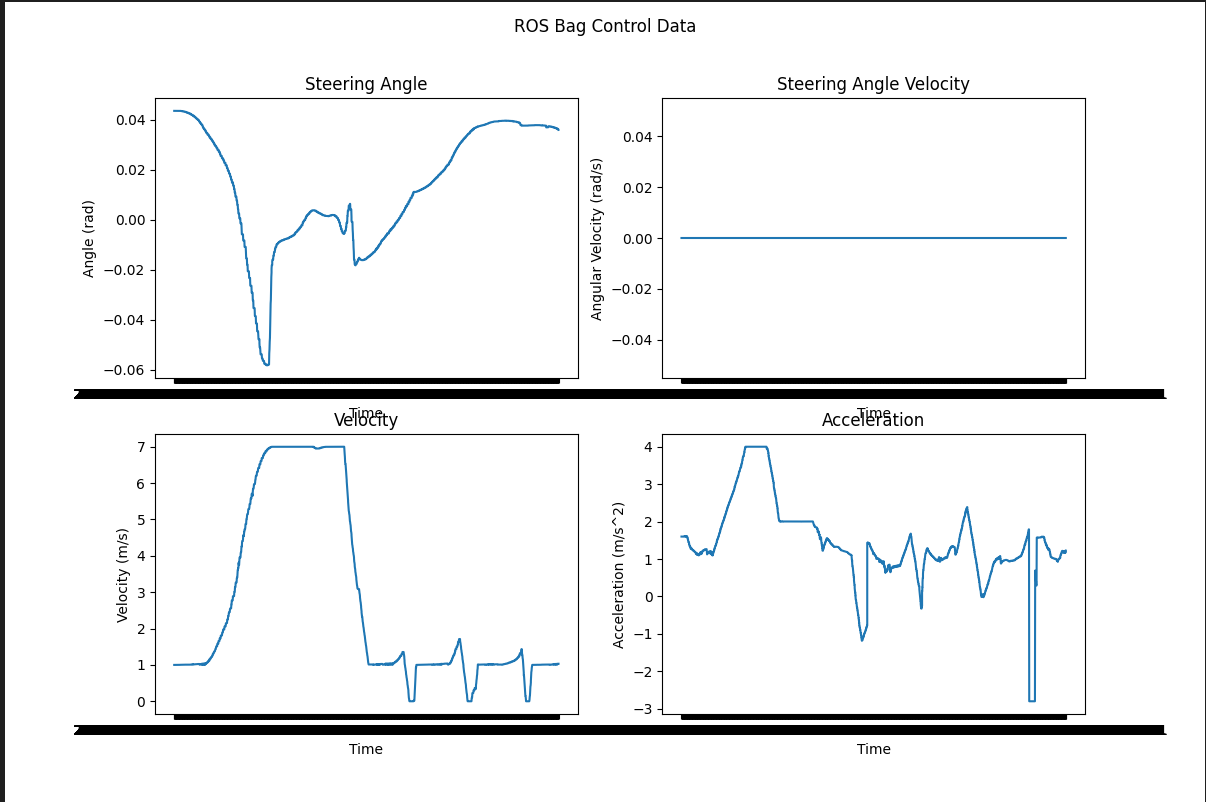 ROS Bag Control Data
Steering Angle
Angle (rad)
0.04
0.02
0.00
−0.02
−0.04
−0.06
Time
Steering Angle Velocity
Angular Velocity (rad/s)
0.04
0.02
0.00
−0.02
−0.04
Time
Velocity
Velocity (m/s)
7
6
5
4
3
2
1
0
Time
Acceleration
Acceleration (m/s^2)
4
3
2
1
0
−1
−2
−3
Time